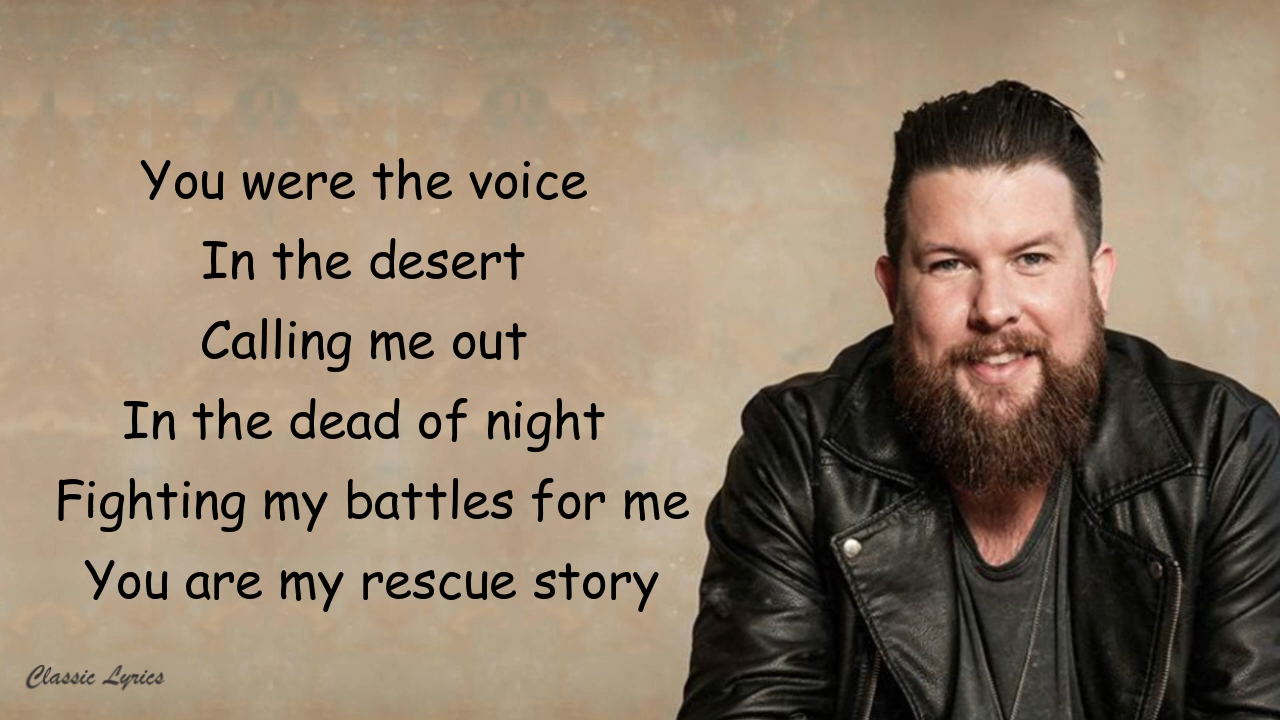 You were the voice
In the desert
Calling me out
In the dead of night
Fighting my battles for me
You are my rescue story
Classic Lyrics